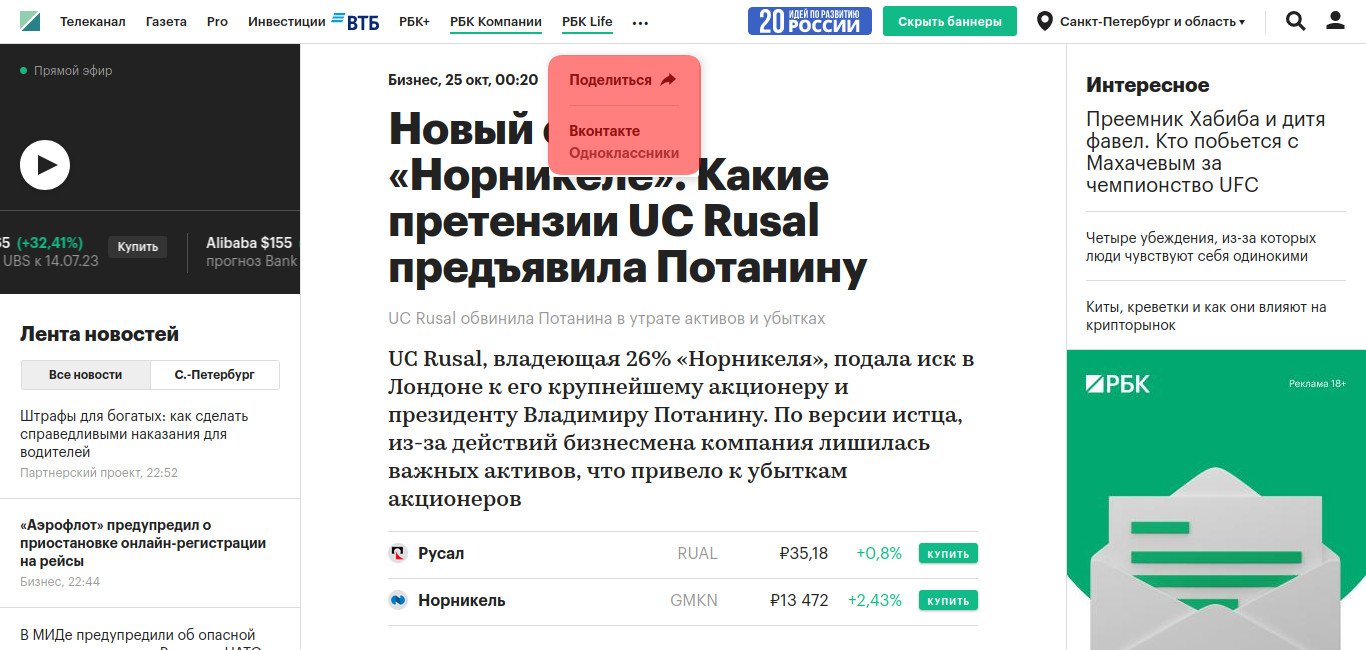 Телеканал
Газета
Pro
Инвестиции
ВТБ
РБК+
РБК Компании
РБК Life
20 ИДЕЙ ПО РАЗВИТИЮ РОССИИ
Скрыть баннеры
Санкт-Петербург и область
Прямой эфир
(+32,41%)
UBS к 14.07.23
Купить
Alibaba $155
прогноз Bank
Лента новостей
Все новости
С.-Петербург
Штрафы для богатых: как сделать
справедливыми наказания для
водителей
Партнерский проект, 22:52
«Аэрофлот» предупредил о
приостановке онлайн-регистрации
на рейсы
Бизнес, 22:44
В МИДе предупредили об опасной
Бизнес, 25 окт, 00:20
Поделиться
Вконтакте
Одноклассники
Новый
«Норникеле». Какие
претензии UC Rusal
предъявила Потанину
UC Rusal обвинила Потанина в утрате активов и убытках
UC Rusal, владеющая 26% «Норникеля», подала иск в
Лондоне к его крупнейшему акционеру и
президенту Владимиру Потанину. По версии истца,
из-за действий бизнесмена компания лишилась
важных активов, что привело к убыткам
акционеров
Русал RUAL ₽35,18 +0,8% КУПИТЬ
Норникель GMKN ₽13 472 +2,43% КУПИТЬ
Интересное
Преемник Хабиба и дитя
фавел. Кто побьется с
Махачевым за
чемпионство UFC
Четыре убеждения, из-за которых
люди чувствуют себя одинокими
Киты, креветки и как они влияют на
крипторынок
РБК
Реклама 18+